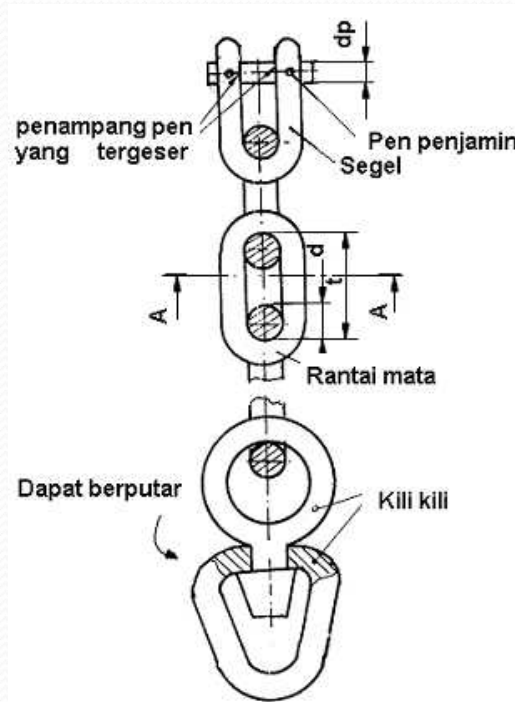 dp
penampang pen
yang tergeser
Pen penjamin
Segel
d
t
A
A
Rantai mata
Dapat berputar
Kili kili